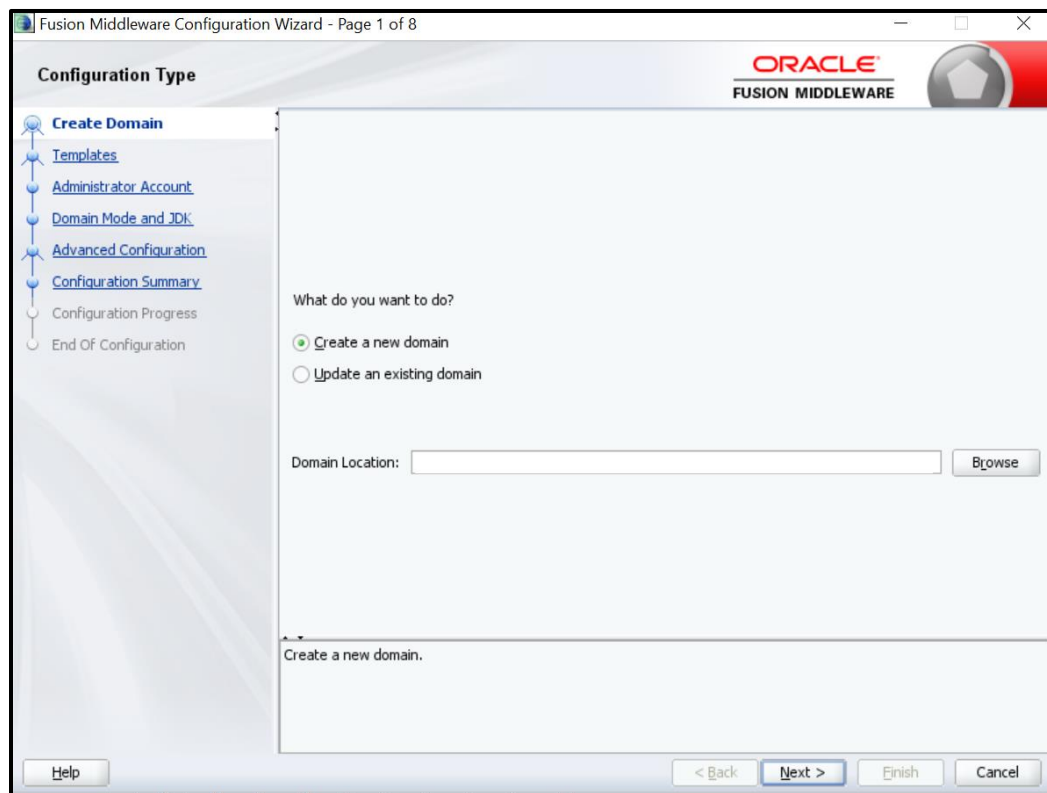 Fusion Middleware Configuration Wizard - Page 1 of 8
Configuration Type
ORACLE
FUSION MIDDLEWARE
Create Domain
Templates
Administrator Account
Domain Mode and JDK
Advanced Configuration
Configuration Summary
Configuration Progress
End Of Configuration
What do you want to do?
Create a new domain
Update an existing domain
Domain Location:
Browse
Create a new domain.
Help
< Back
Next >
Finish
Cancel